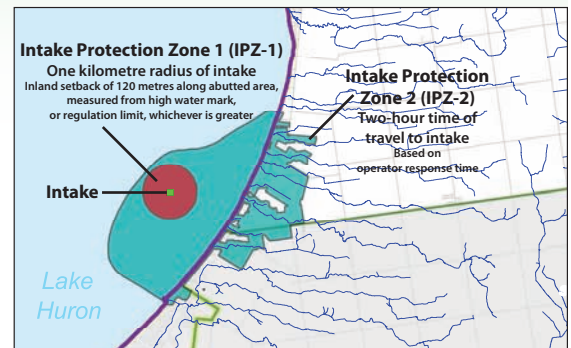 Intake Protection Zone 1 (IPZ-1)
One kilometre radius of intake
Inland setback of 120 metres along abutted area,
measured from high water mark,
or regulation limit, whichever is greater
Intake Protection
Zone 2 (IPZ-2)
Two-hour time of
travel to intake
Based on
operator response time
Intake
Lake
Huron